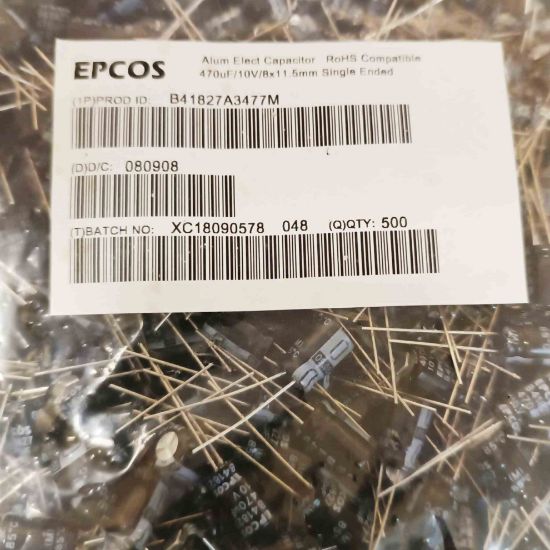 EPCOS
Alum Elect Capacitor RoHS Compatible
470uF/10V/8x11.5mm Single Ended
(1P)PROD ID: B41827A3477M
(D)D/C: 080908
(T)BATCH NO: XC18090578 048 (Q)QTY: 500
EPCOS